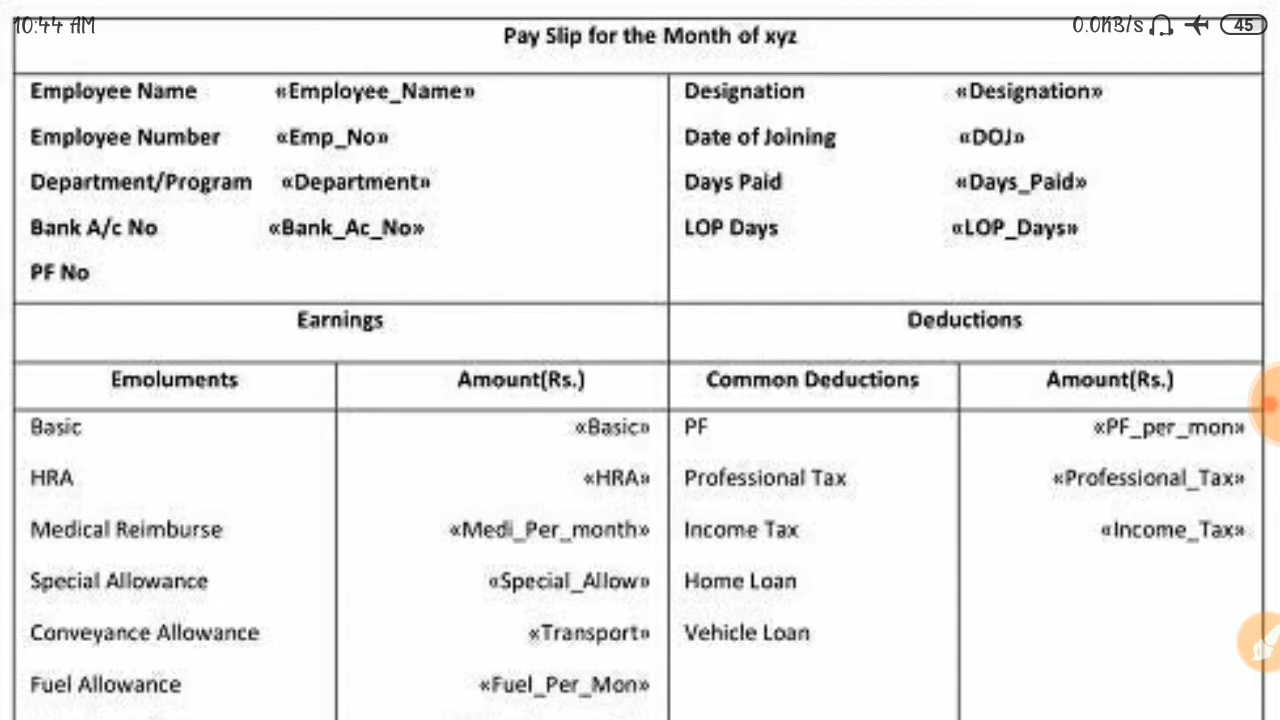 10:44 AM 0.0KB/s 45
Pay Slip for the Month of xyz
Employee Name «Employee_Name» Designation «Designation»
Employee Number «Emp_No» Date of Joining «DOJ»
Department/Program «Department» Days Paid «Days_Paid»
Bank A/c No «Bank_Ac_No» LOP Days «LOP_Days»
PF No
Earnings Deductions
Emoluments Amount(Rs.) Common Deductions Amount(Rs.)
Basic «Basic» PF «PF_per_mon»
HRA «HRA» Professional Tax «Professional_Tax»
Medical Reimburse «Medi_Per_month» Income Tax «Income_Tax»
Special Allowance «Special_Allow» Home Loan
Conveyance Allowance «Transport» Vehicle Loan
Fuel Allowance «Fuel_Per_Mon»